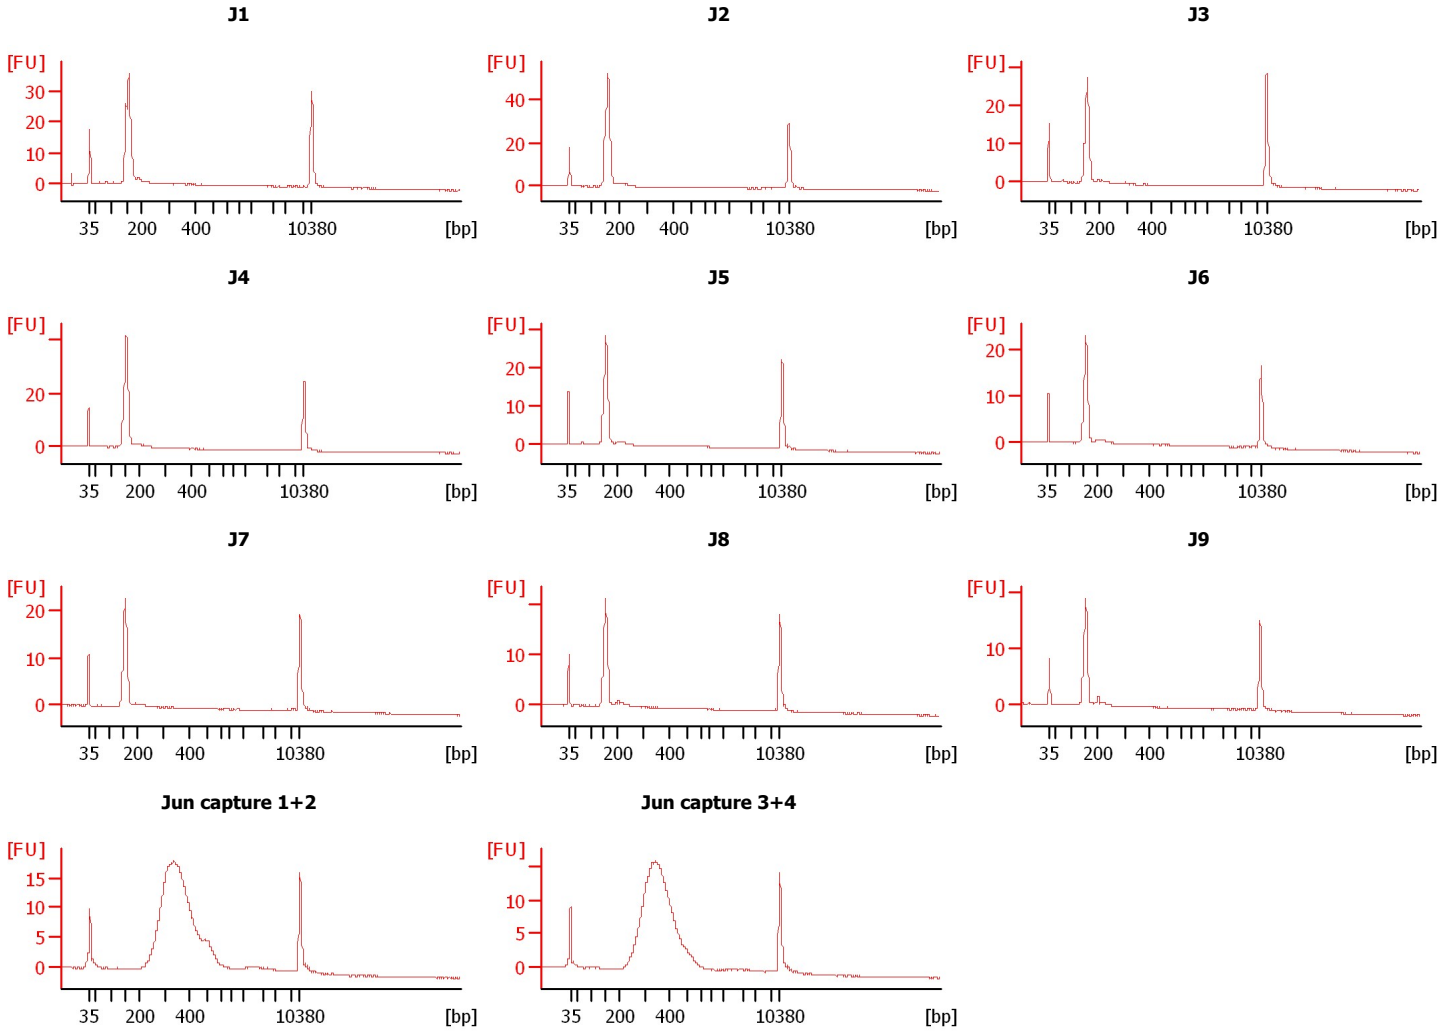 J1 J2 J3
[FU] [FU] [FU]
30 40 20
20 20 10
10 0 0
0
35 200 400 10380 [bp] 35 200 400 10380 [bp] 35 200 400 10380 [bp]
J4 J5 J6
[FU] [FU] [FU]
20 20 20
0 10 10
0 0
35 200 400 10380 [bp] 35 200 400 10380 [bp] 35 200 400 10380 [bp]
J7 J8 J9
[FU] [FU] [FU]
20 10 10
10 0 0
0
35 200 400 10380 [bp] 35 200 400 10380 [bp] 35 200 400 10380 [bp]
Jun capture 1+2 Jun capture 3+4
[FU] [FU]
15 10
10 5
5 0
0
35 200 400 10380 [bp] 35 200 400 10380 [bp]